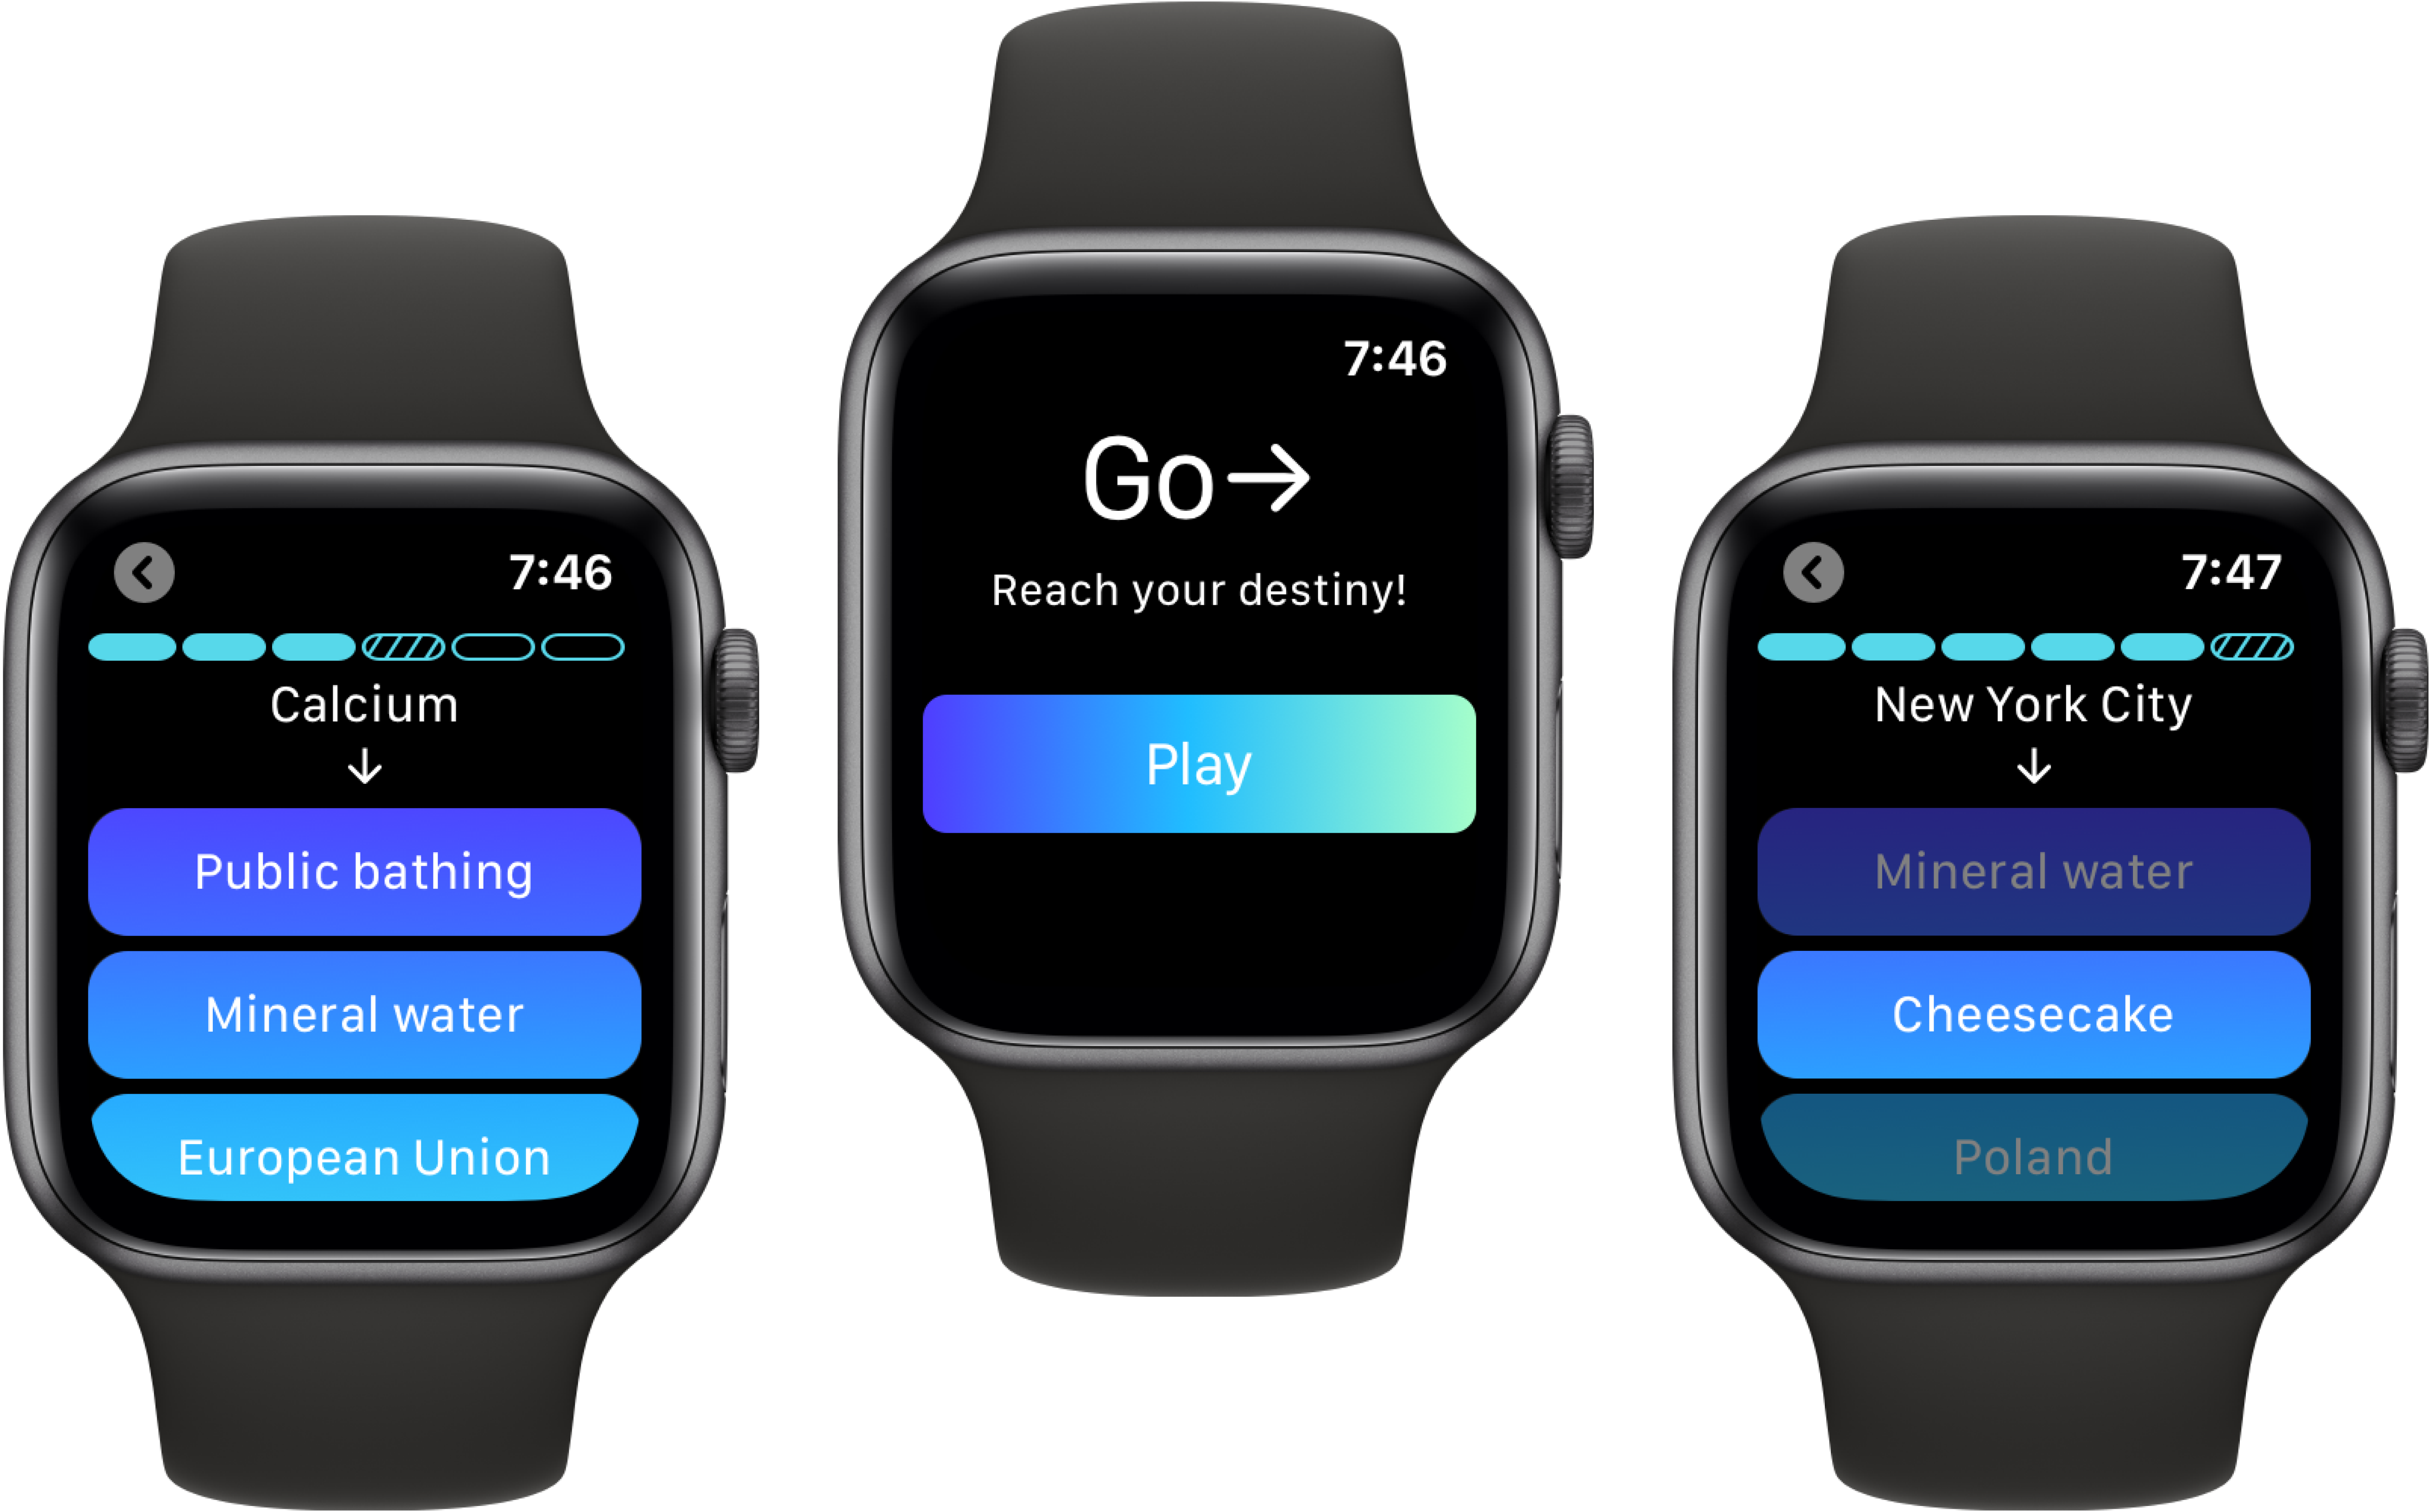 7:46
Calcium
↓
Public bathing
Mineral water
European Union
7:46
Go→
Reach your destiny!
Play
7:47
New York City
↓
Mineral water
Cheesecake
Poland